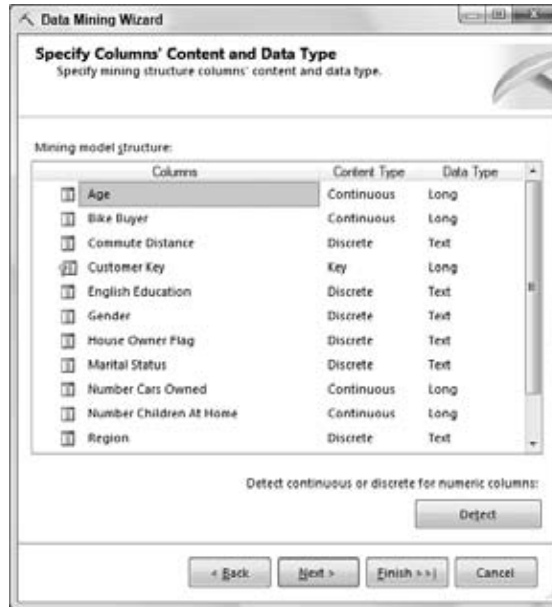 Data Mining Wizard
Specify Columns' Content and Data Type
Specify mining structure columns' content and data type.
Mining model structure:
Columns Content Type Data Type
Age Continuous Long
Bike Buyer Continuous Long
Commute Distance Discrete Text
Customer Key Key Long
English Education Discrete Text
Gender Discrete Text
House Owner Flag Discrete Text
Marital Status Discrete Text
Number Cars Owned Continuous Long
Number Children At Home Continuous Long
Region Discrete Text
Detect continuous or discrete for numeric columns:
Detect
< Back Next > Finish >>| Cancel